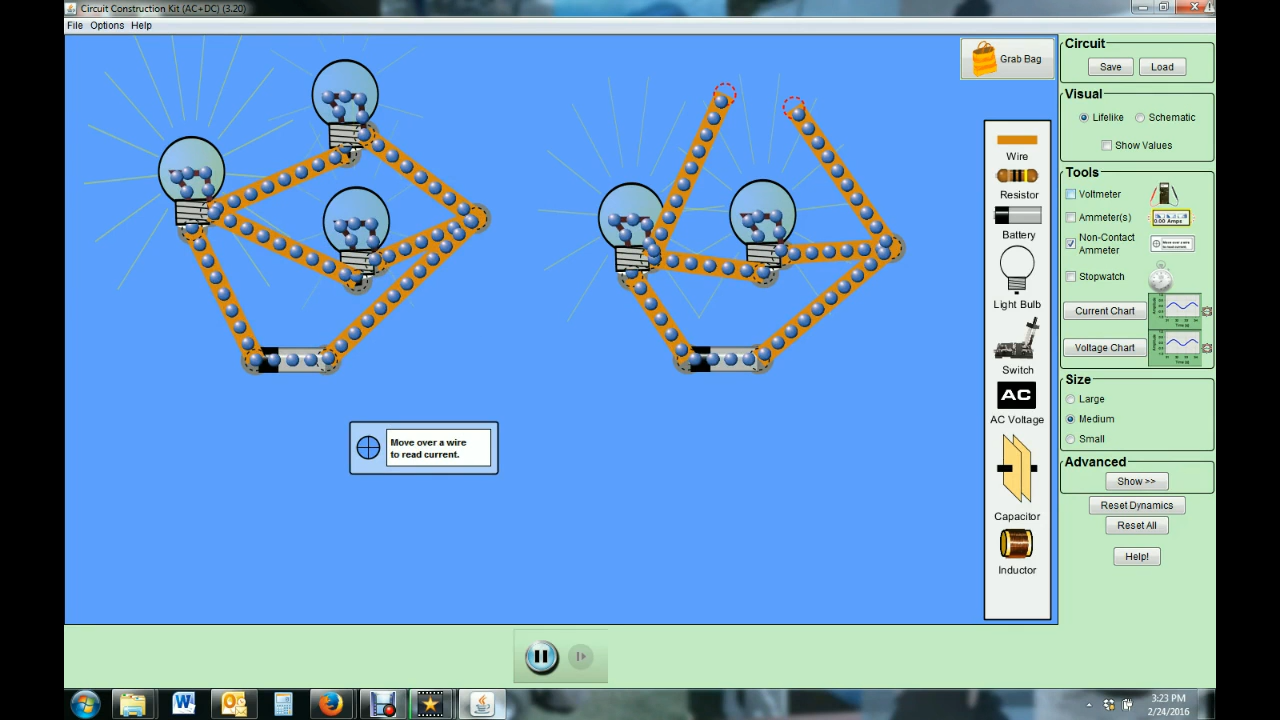 Circuit Construction Kit (AC+DC) (3.20)
File Options Help
Grab Bag
Wire
Resistor
Battery
Light Bulb
Switch
AC
AC Voltage
Capacitor
Inductor
Move over a wire
to read current.
Circuit
Save Load
Visual
Lifelike Schematic
Show Values
Tools
Voltmeter
Ammeter(s)
0.00 Amps
Non-Contact
Ammeter
Stopwatch
Current Chart
Voltage Chart
Size
Large
Medium
Small
Advanced
Show >>
Reset Dynamics
Reset All
Help!
3:23 PM
2/24/2016